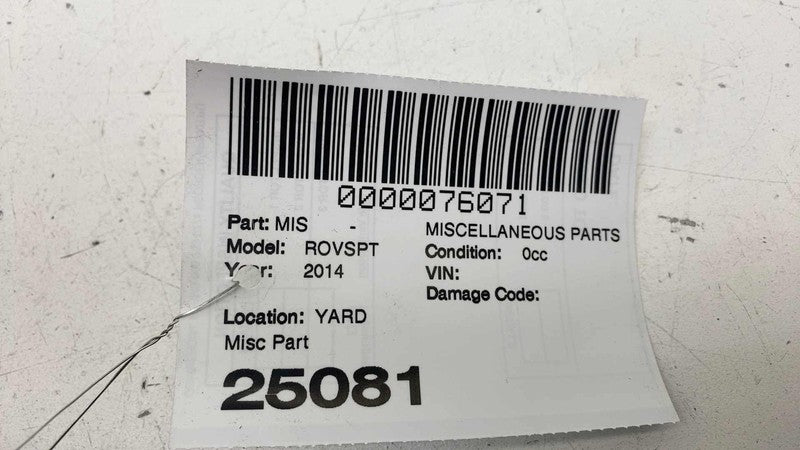 0000076071
Part: MIS - MISCELLANEOUS PARTS
Model: ROVSPT Condition: 0cc
Year: 2014 VIN:
Damage Code:
Location: YARD
Misc Part
25081